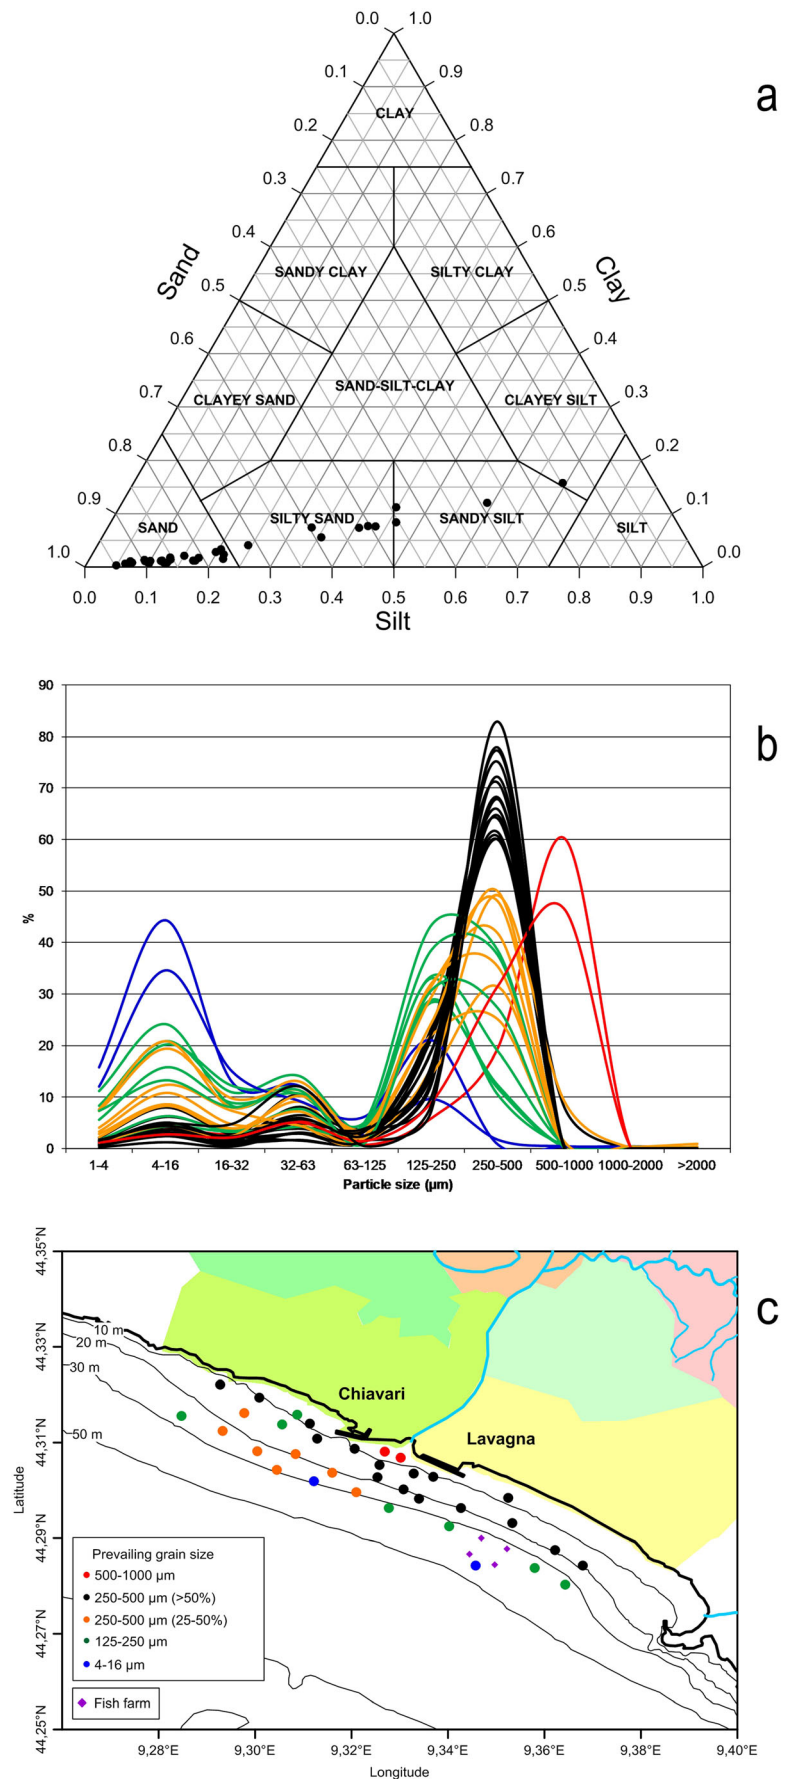 0.0 1.0
a
0.1 0.9
CLAY
0.2 0.8
0.3 0.7
0.4 0.6
Sand
SANDY CLAY SILTY CLAY
Clay
0.5 0.5
0.6 0.4
SAND-SILT-CLAY
0.7 CLAYEY SAND CLAYEY SILT 0.3
0.8 0.2
0.9 0.1
SAND SILTY SAND SANDY SILT SILT
1.0 0.0
0.0 0.1 0.2 0.3 0.4 0.5 0.6 0.7 0.8 0.9 1.0
Silt
b
90
80
70
60
50
%
40
30
20
10
0
1-4 4-16 16-32 32-63 63-125 125-250 250-500 500-1000 1000-2000 >2000
Particle size (µm)
c
44,35°N
44,33°N
44,31°N
44,29°N
44,27°N
44,25°N
Latitude
10 m
20 m
30 m
50 m
Chiavari
Lavagna
Prevailing grain size
500-1000 µm
250-500 µm (>50%)
250-500 µm (25-50%)
125-250 µm
4-16 µm
Fish farm
9,28°E 9,30°E 9,32°E 9,34°E 9,36°E 9,38°E 9,40°E
Longitude